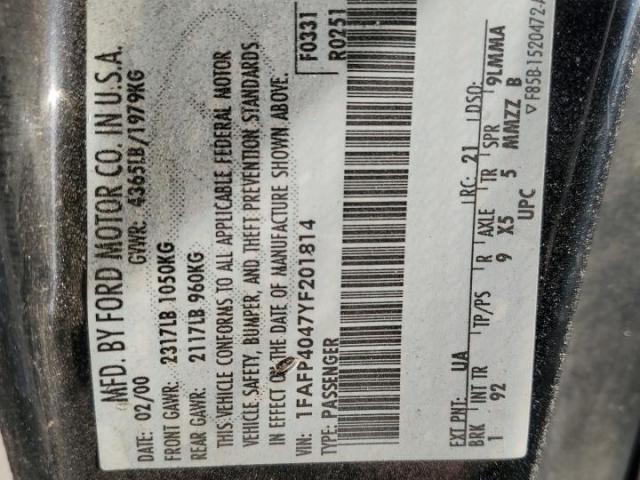 MFD. BY FORD MOTOR CO. IN U.S.A.
DATE: 02/00 GVWR: 4365LB/1979KG
FRONT GAWR: 2317LB 1050KG
REAR GAWR: 2117LB 960KG
THIS VEHICLE CONFORMS TO ALL APPLICABLE FEDERAL MOTOR
VEHICLE SAFETY, BUMPER, AND THEFT PREVENTION STANDARDS
IN EFFECT ON THE DATE OF MANUFACTURE SHOWN ABOVE.
VIN: 1FAFP4047YF201814 F0331
TYPE: PASSENGER R0251
EXT PNT: UA RC: 21 DSO:
BRK INT TR TP/PS R AXLE TR SPR
1 92 9 X5 5 MMZZ B 9LMMLA
UPC
F85B-1520472-A